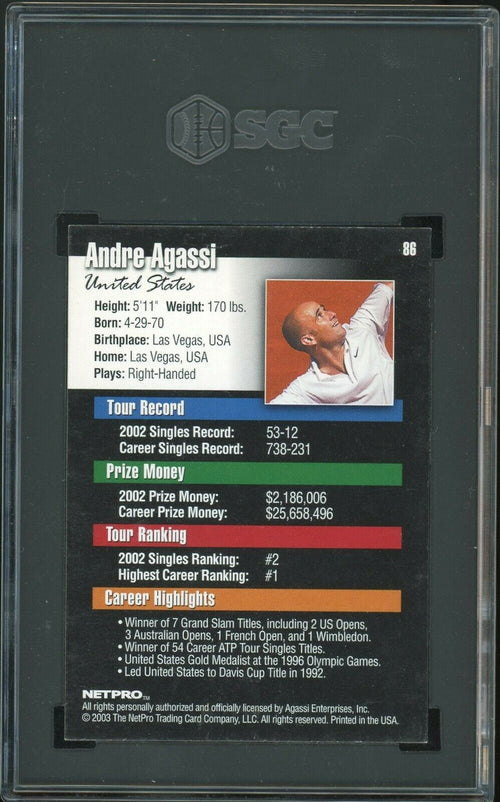 SGC
Andre Agassi
86
United States
Height: 5'11" Weight: 170 lbs.
Born: 4-29-70
Birthplace: Las Vegas, USA
Home: Las Vegas, USA
Plays: Right-Handed
Tour Record
2002 Singles Record: 53-12
Career Singles Record: 738-231
Prize Money
2002 Prize Money: $2,186,006
Career Prize Money: $25,658,496
Tour Ranking
2002 Singles Ranking: #2
Highest Career Ranking: #1
Career Highlights
• Winner of 7 Grand Slam Titles, including 2 US Opens,
3 Australian Opens, 1 French Open, and 1 Wimbledon.
• Winner of 54 Career ATP Tour Singles Titles.
• United States Gold Medalist at the 1996 Olympic Games.
• Led United States to Davis Cup Title in 1992.
NETPRO™
All rights personally authorized and officially licensed by Agassi Enterprises, Inc.
© 2003 The NetPro Trading Card Company, LLC. All rights reserved. Printed in the USA.